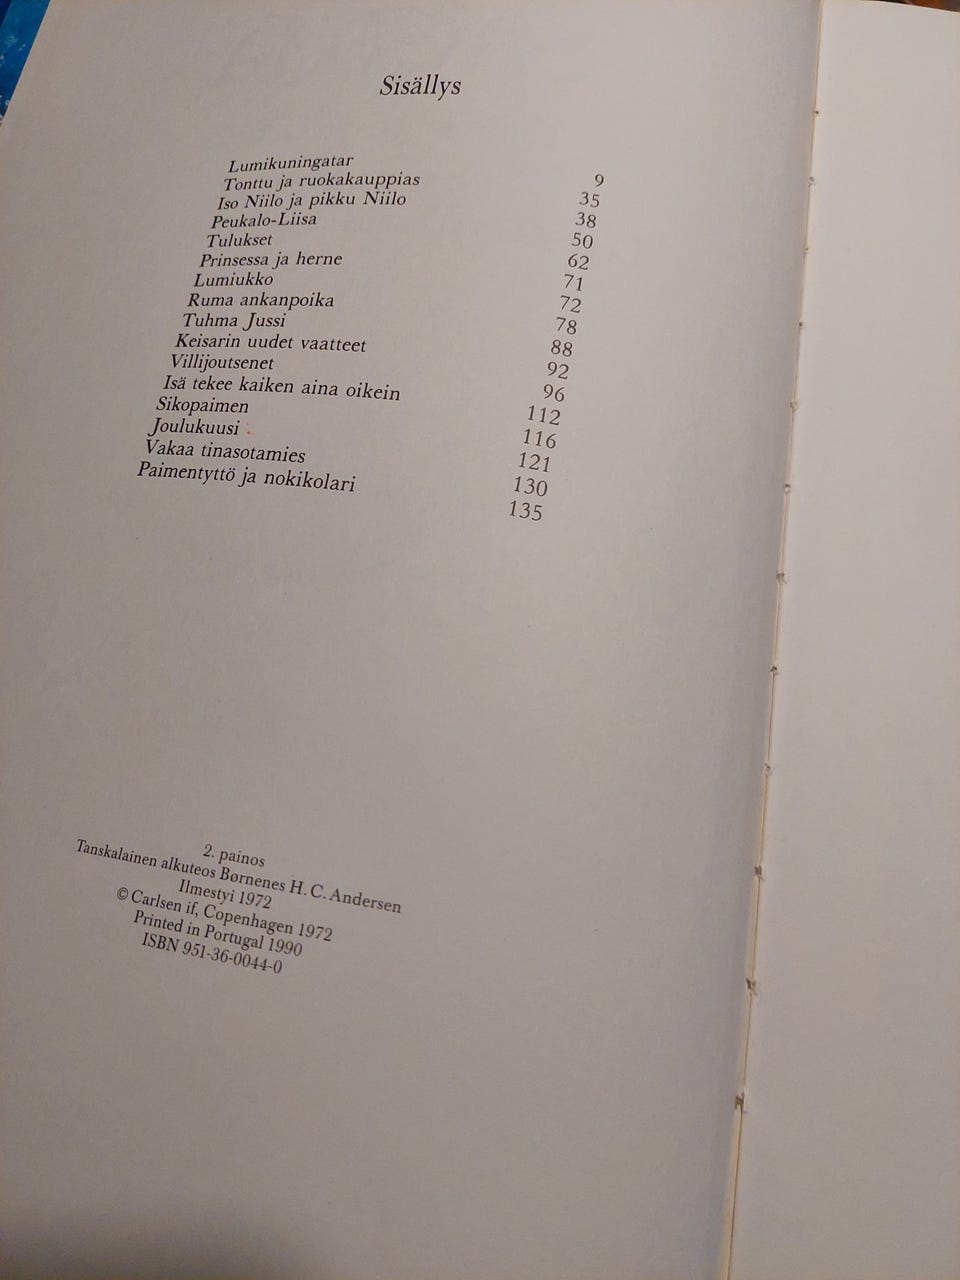 Sisällys
Lumikuningatar 9
Tonttu ja ruokakauppias 35
Iso Niilo ja pikku Niilo 38
Peukalo-Liisa 50
Tulukset 62
Prinsessa ja herne 71
Lumiukko 72
Ruma ankanpoika 78
Tuhma Jussi 88
Keisarin uudet vaatteet 92
Villijoutsenet 96
Isä tekee kaiken aina oikein 112
Sikopaimen 116
Joulukuusi 121
Vakaa tinasotamies 130
Paimentyttö ja nokikolari 135
2. painos
Tanskalainen alkuteos Børnenes H. C. Andersen
Ilmestyi 1972
© Carlsen if, Copenhagen 1972
Printed in Portugal 1990
ISBN 951-36-0044-0